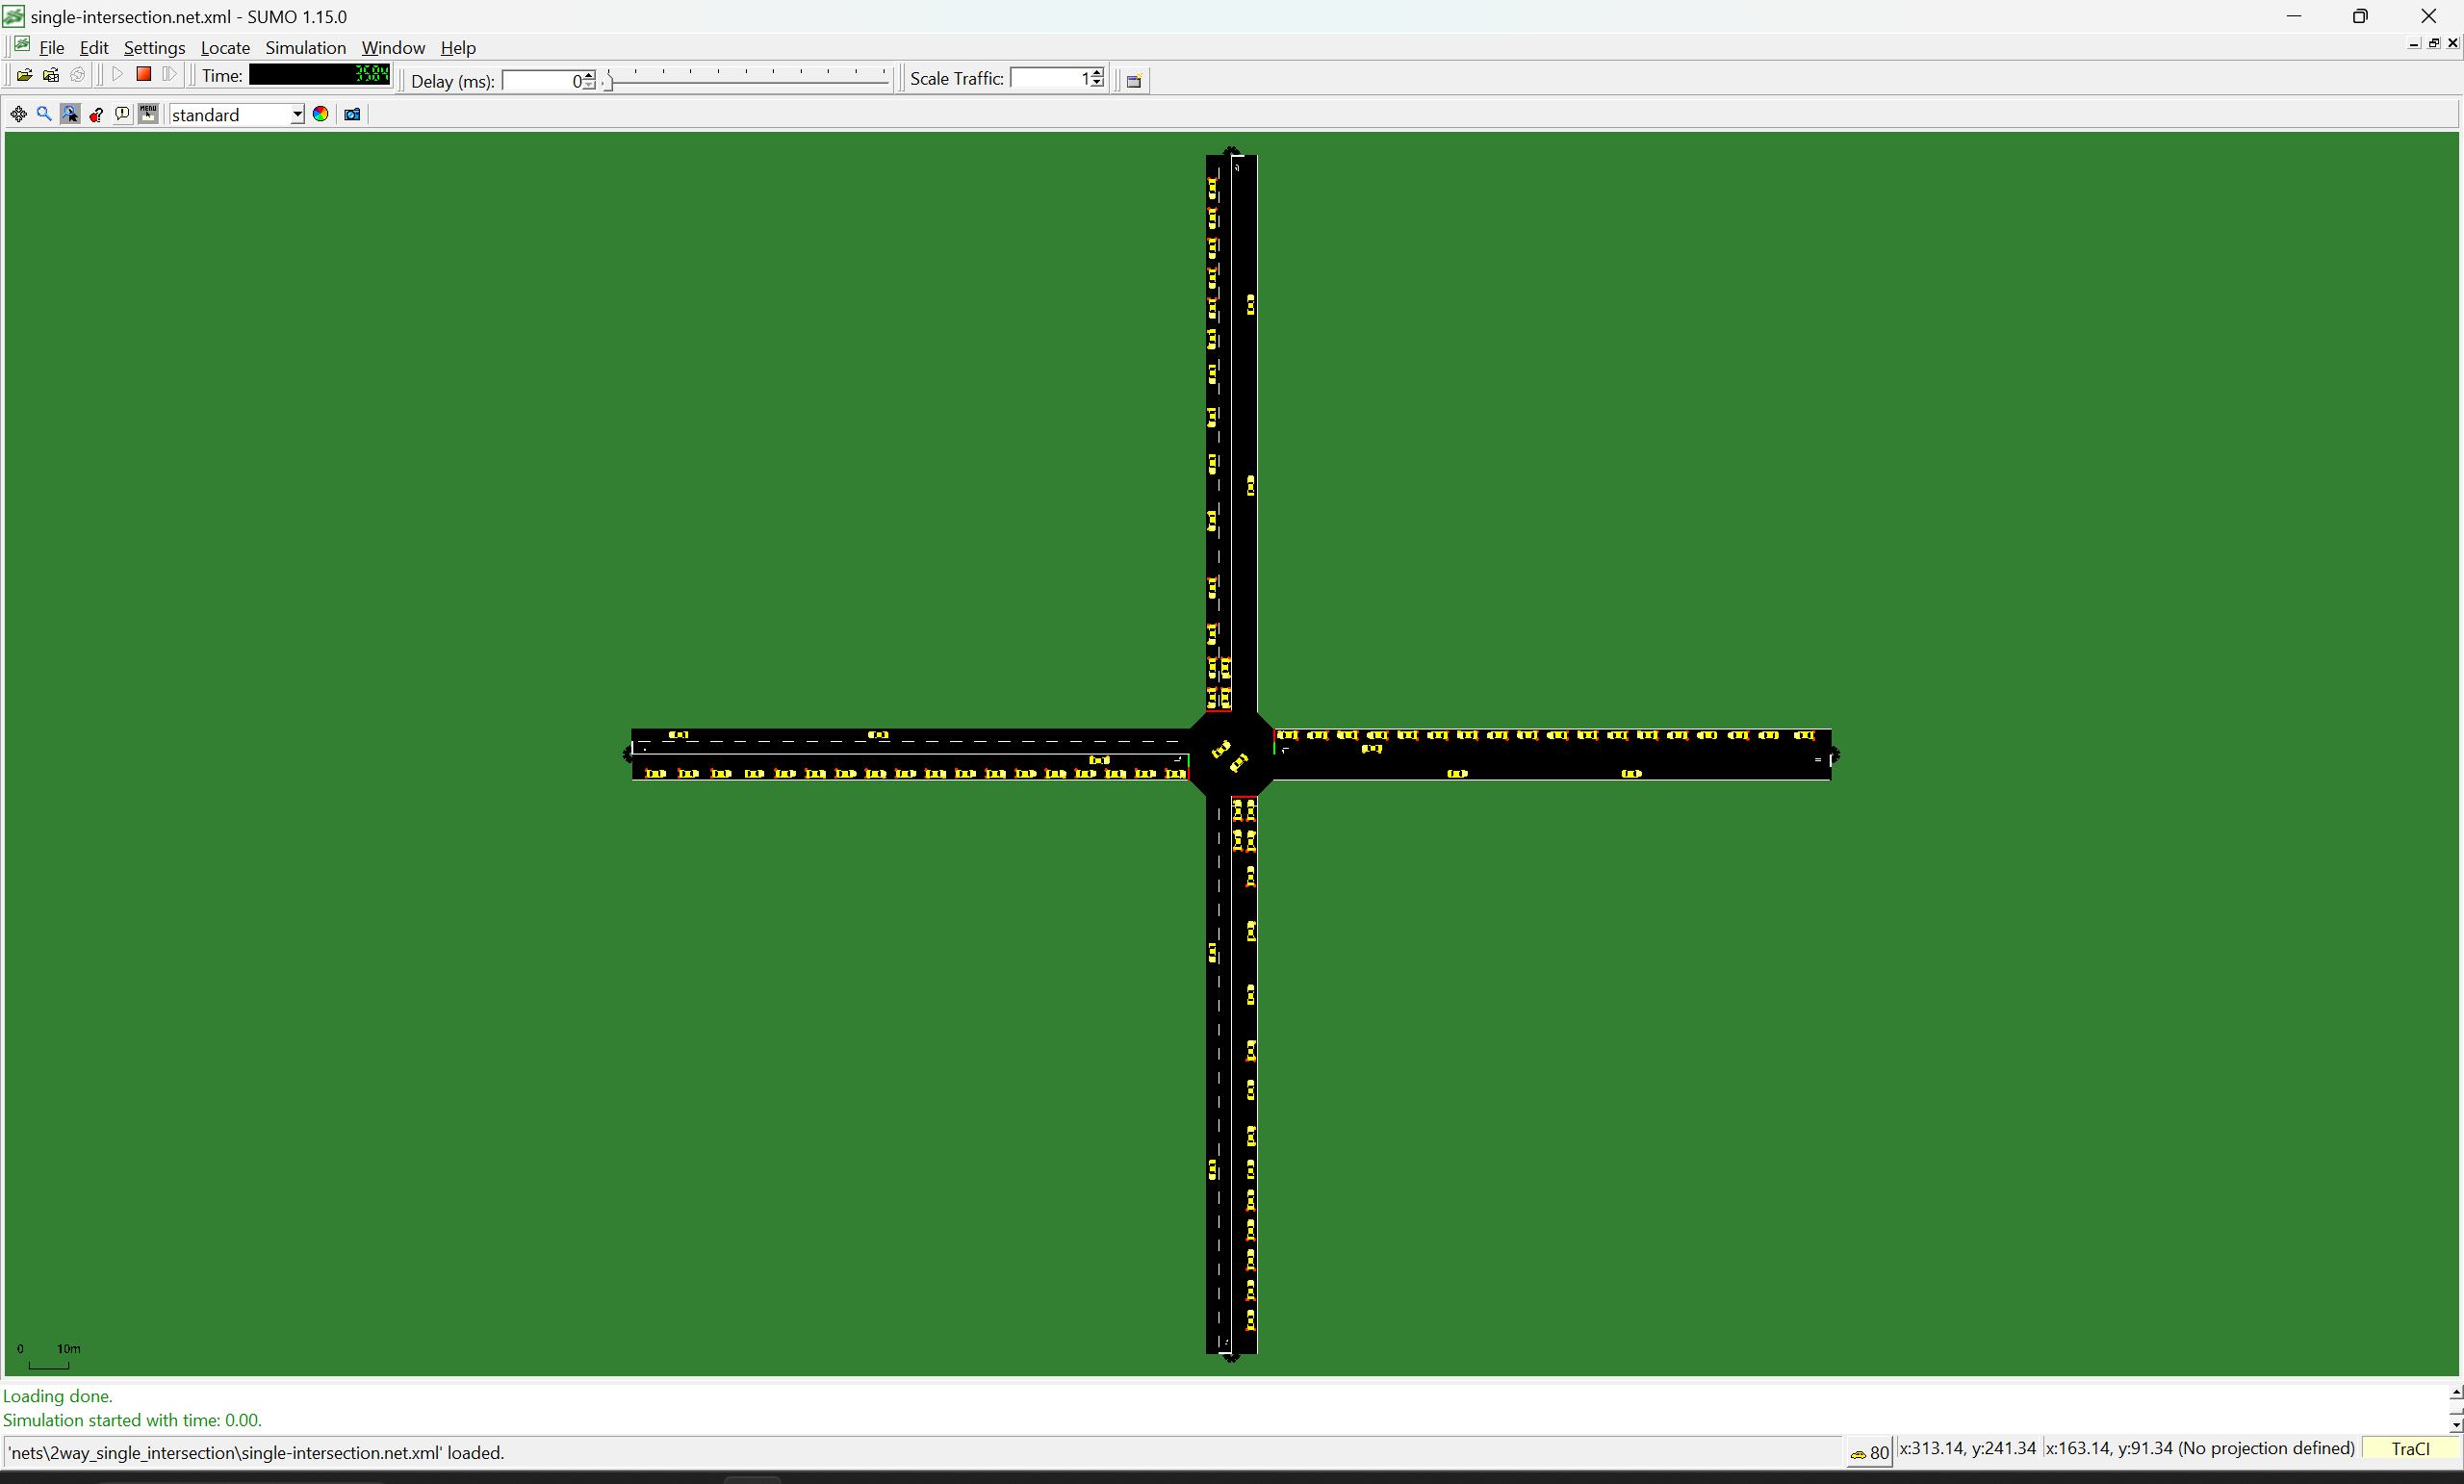 single-intersection.net.xml - SUMO 1.15.0
File Edit Settings Locate Simulation Window Help
Time: 3584 Delay (ms): 0 Scale Traffic: 1
MENU standard
0 10m
Loading done.
Simulation started with time: 0.00.
'nets\2way_single_intersection\single-intersection.net.xml' loaded. 80 x:313.14, y:241.34 x:163.14, y:91.34 (No projection defined) TraCI